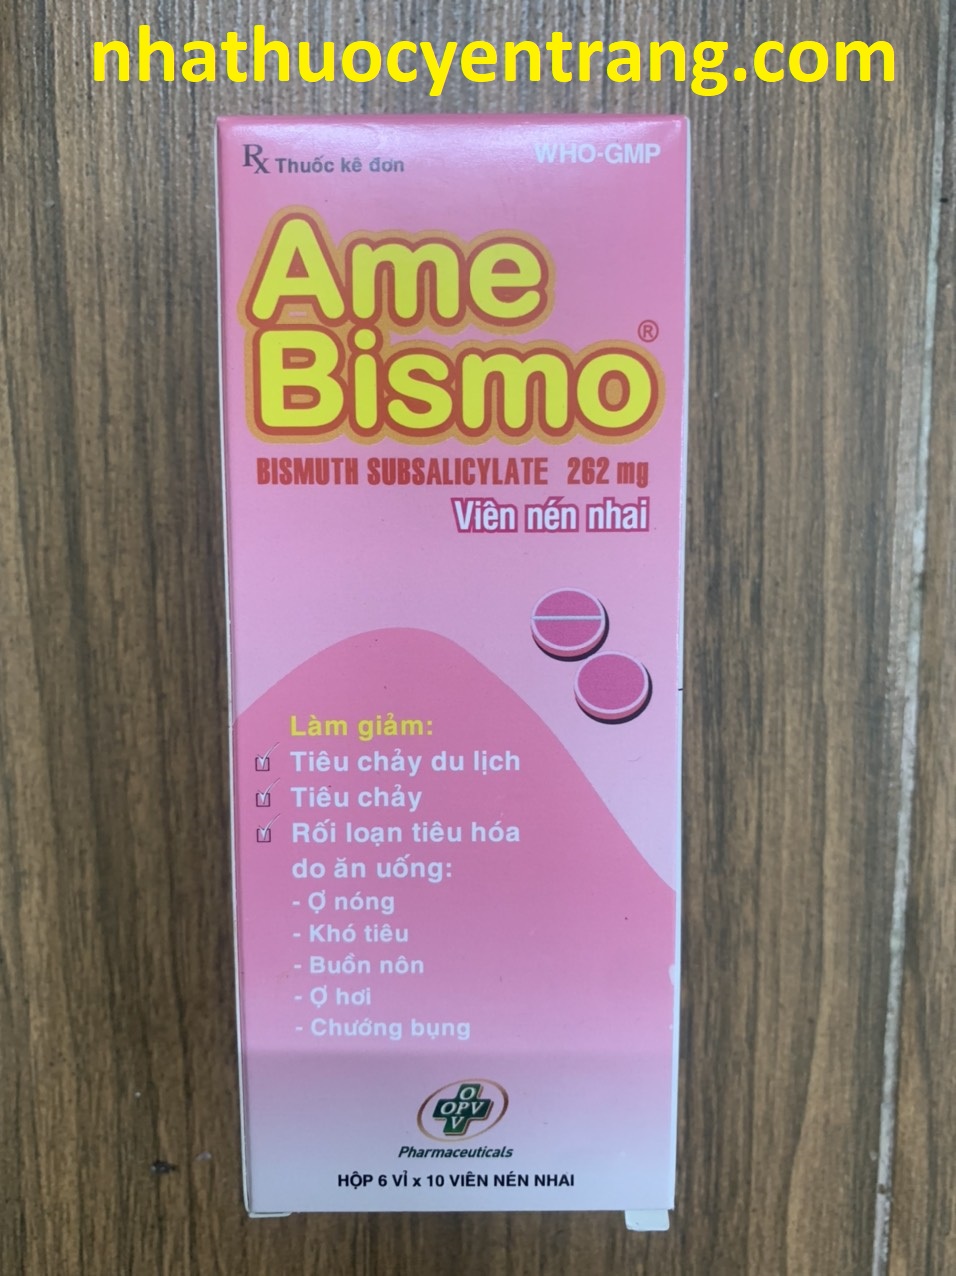 nhathuocyentrang.com
Rx Thuốc kê đơn
WHO-GMP
Ame
Bismo®
BISMUTH SUBSALICYLATE 262 mg
Viên nén nhai
Làm giảm:
Tiêu chảy du lịch
Tiêu chảy
Rối loạn tiêu hóa
do ăn uống:
- Ợ nóng
- Khó tiêu
- Buồn nôn
- Ợ hơi
- Chướng bụng
O
OPV
V
Pharmaceuticals
HỘP 6 VỈ x 10 VIÊN NÉN NHAI